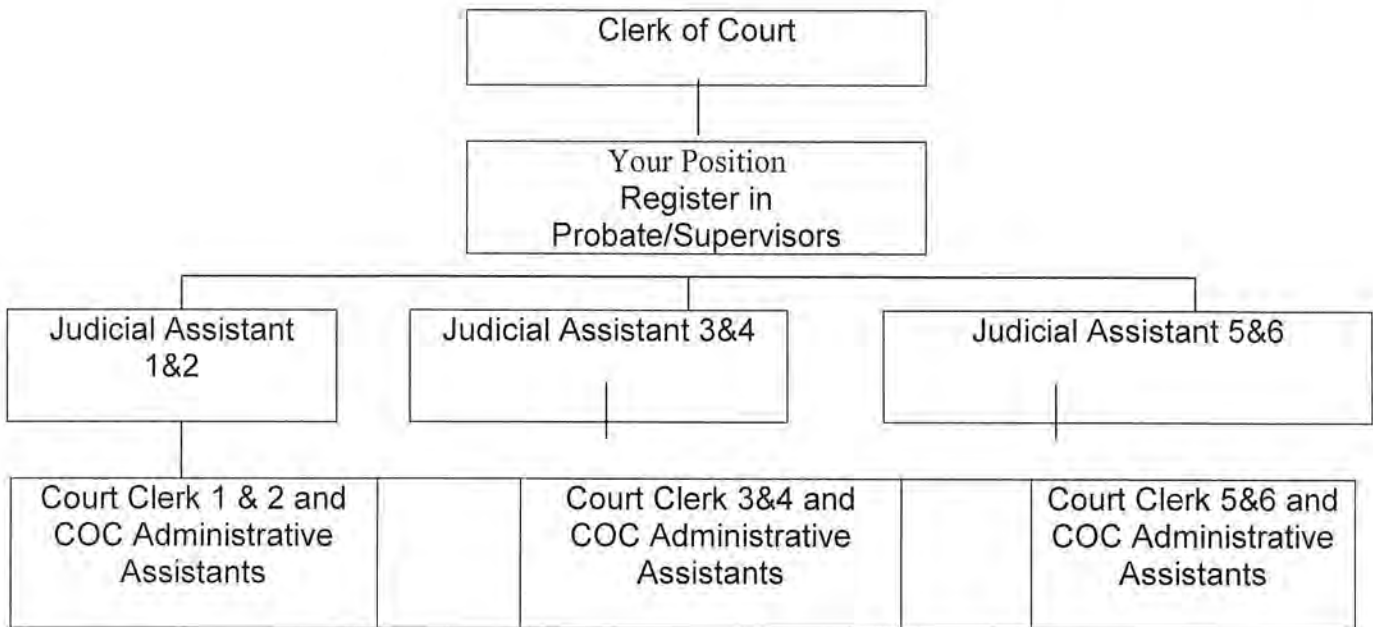 Clerk of Court
Your Position
Register in
Probate/Supervisors
Judicial Assistant
1&2
Judicial Assistant 3&4
Judicial Assistant 5&6
Court Clerk 1 & 2 and
COC Administrative
Assistants
Court Clerk 3&4 and
COC Administrative
Assistants
Court Clerk 5&6 and
COC Administrative
Assistants